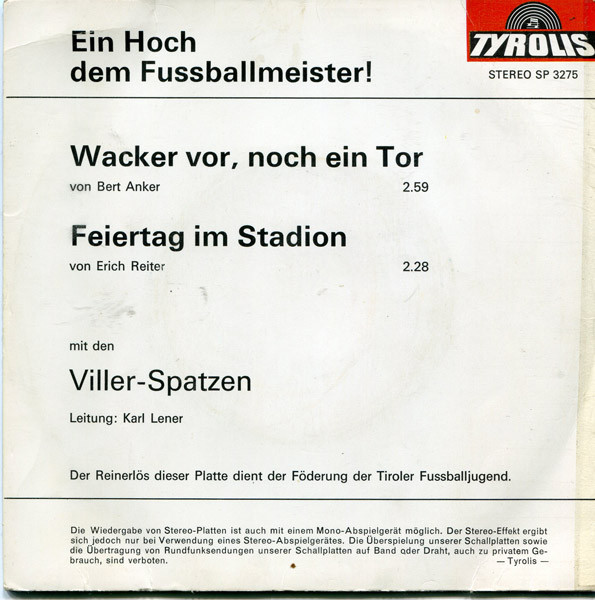 Ein Hoch
dem Fussballmeister!
TYROLIS
STEREO SP 3275
Wacker vor, noch ein Tor
von Bert Anker 2.59
Feiertag im Stadion
von Erich Reiter 2.28
mit den
Viller-Spatzen
Leitung: Karl Lener
Der Reinerlös dieser Platte dient der Föderung der Tiroler Fussballjugend.
Die Wiedergabe von Stereo-Platten ist auch mit einem Mono-Abspielgerät möglich. Der Stereo-Effekt ergibt
sich jedoch nur bei Verwendung eines Stereo-Abspielgerätes. Die Überspielung unserer Schallplatten sowie
die Übertragung von Rundfunksendungen unserer Schallplatten auf Band oder Draht, auch zu privatem Ge-
brauch, sind verboten. — Tyrolis —